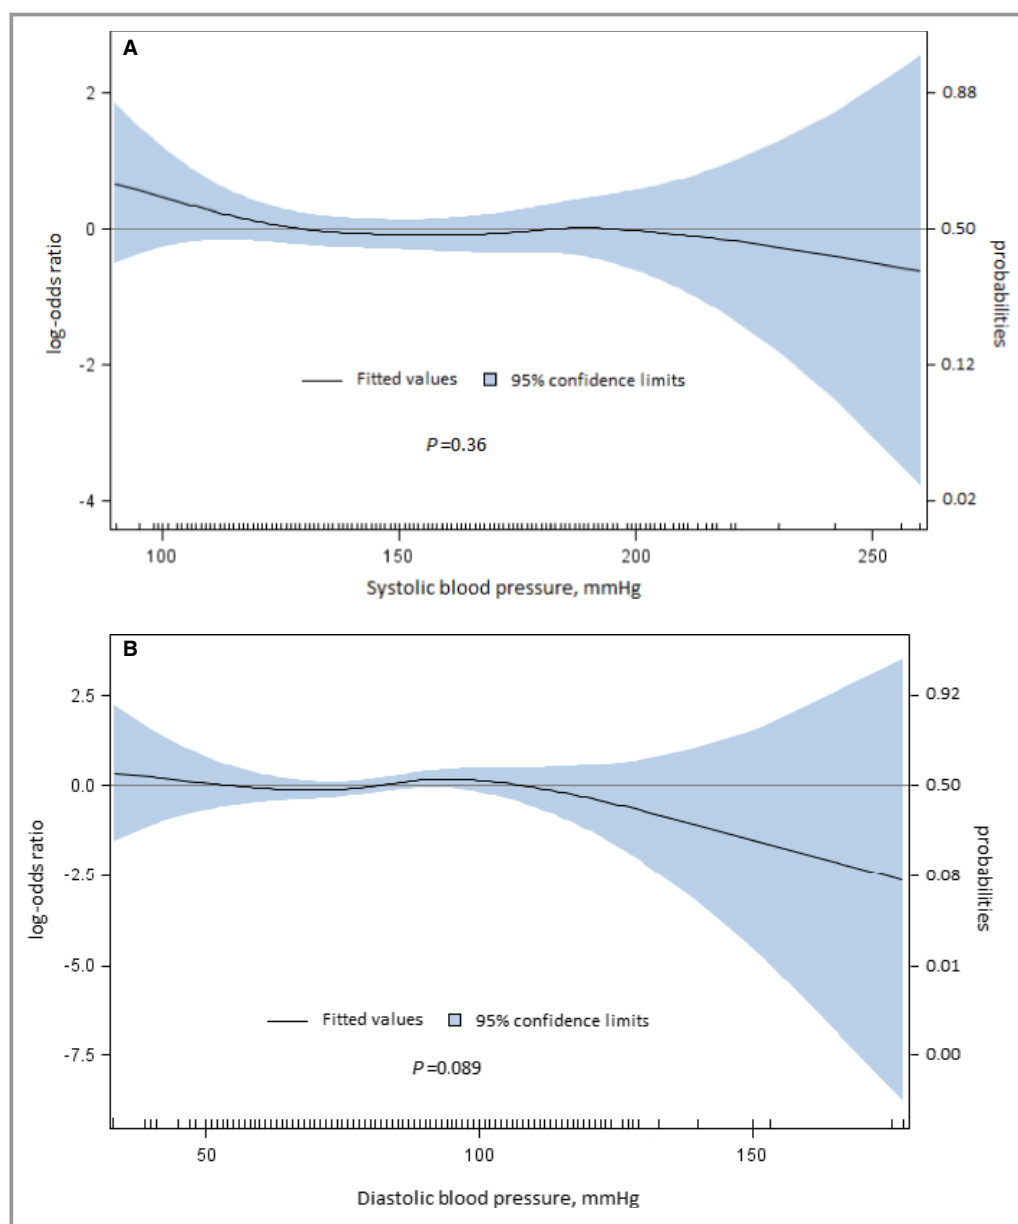 A
2
0
-2
-4
log-odds ratio
0.88
0.50
0.12
0.02
probabilities
Fitted values 95% confidence limits
P=0.36
100 150 200 250
Systolic blood pressure, mmHg
B
2.5
0.0
-2.5
-5.0
-7.5
log-odds ratio
0.92
0.50
0.08
0.01
0.00
probabilities
Fitted values 95% confidence limits
P=0.089
50 100 150
Diastolic blood pressure, mmHg